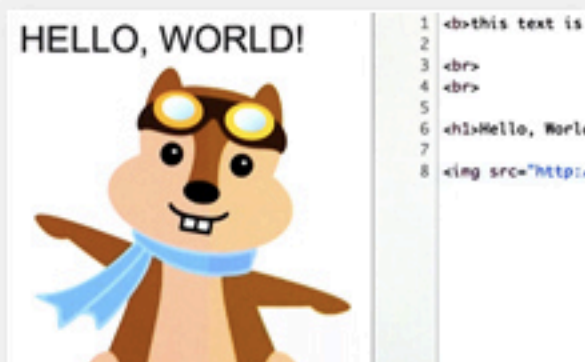 HELLO, WORLD!
1 <b>this text is
2
3 <br>
4 <br>
5
6 <h1>Hello, World
7
8 <img src="http:/